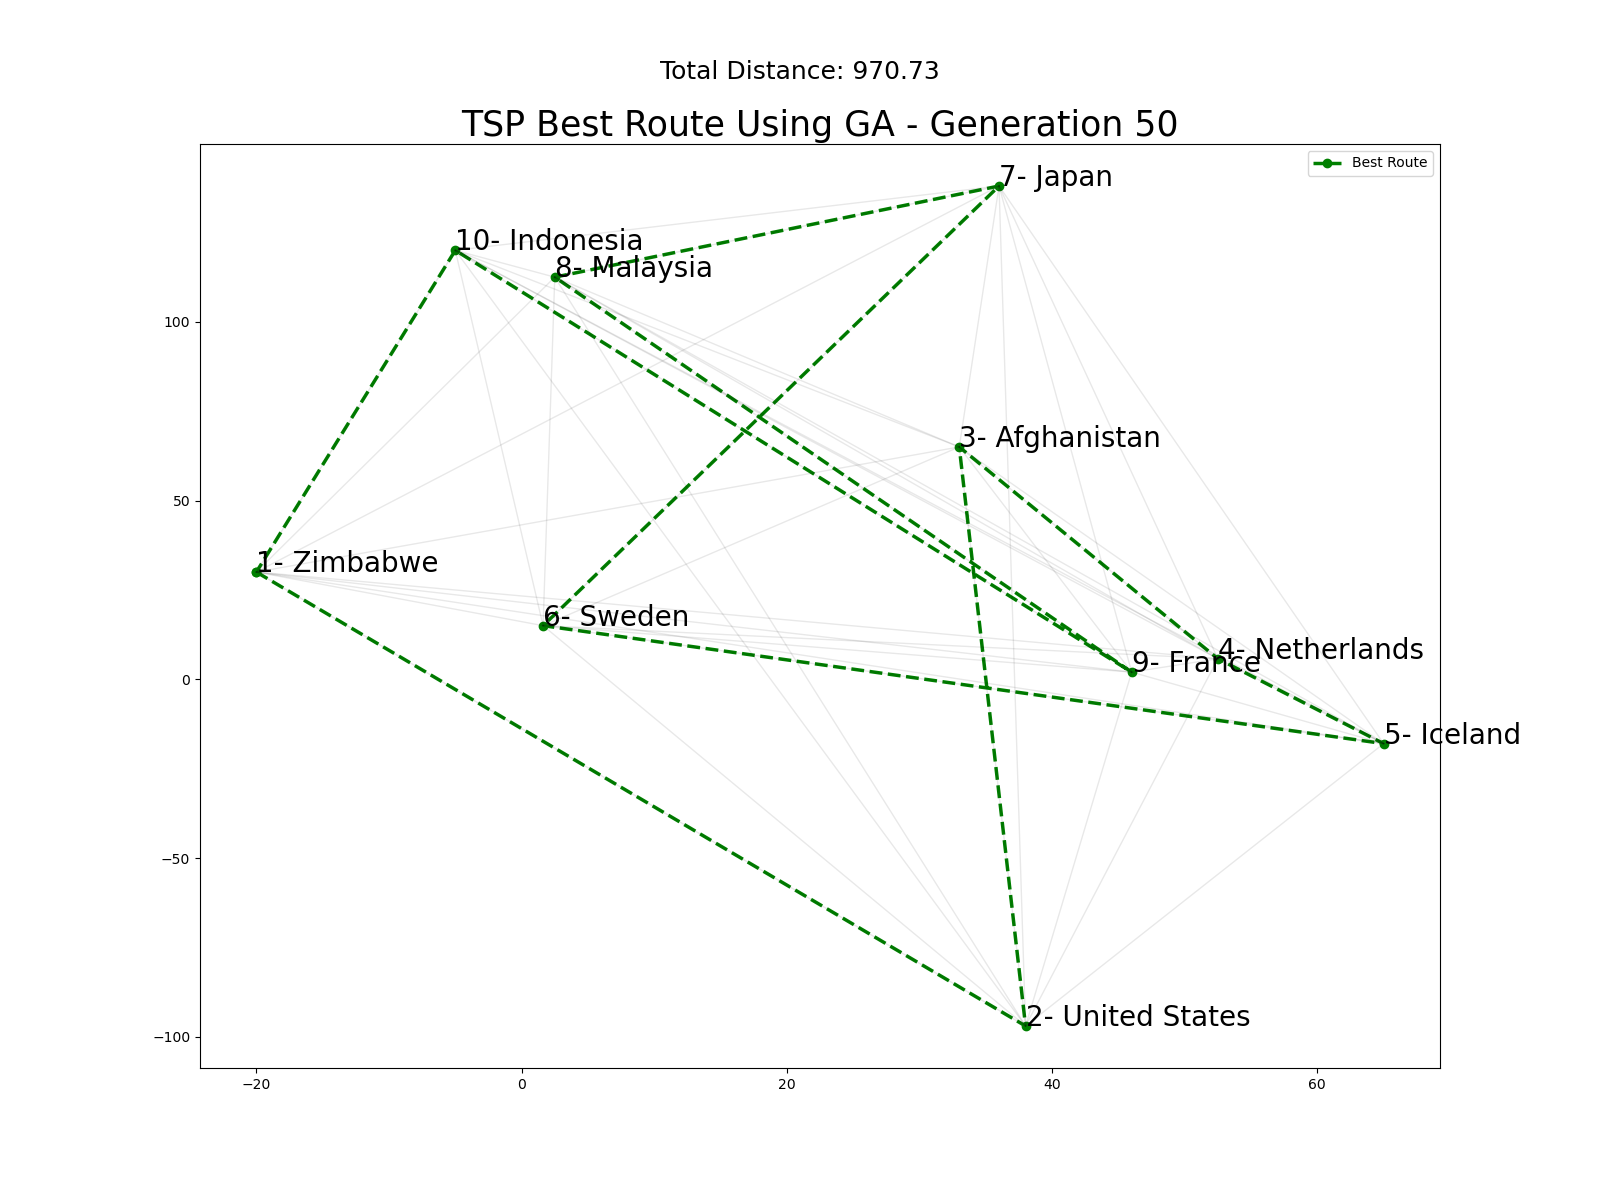 Total Distance: 970.73
TSP Best Route Using GA - Generation 50
Best Route
7- Japan
10- Indonesia
8- Malaysia
3- Afghanistan
1- Zimbabwe
6- Sweden
4- Netherlands
9- France
5- Iceland
2- United States
100
50
0
−50
−100
−20
0
20
40
60